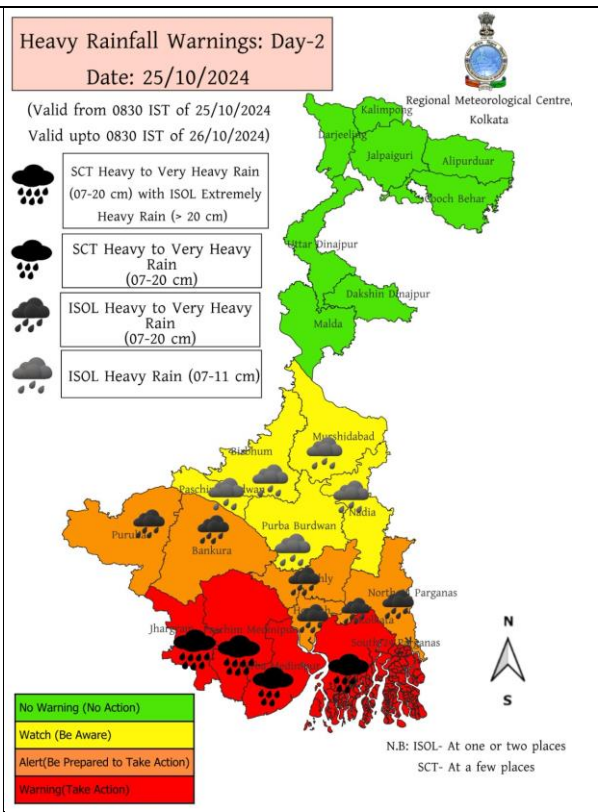 Heavy Rainfall Warnings: Day-2
Date: 25/10/2024
(Valid from 0830 IST of 25/10/2024
Valid upto 0830 IST of 26/10/2024)
Regional Meteorological Centre,
Kolkata
SCT Heavy to Very Heavy Rain
(07-20 cm) with ISOL Extremely
Heavy Rain (> 20 cm)
SCT Heavy to Very Heavy
Rain
(07-20 cm)
ISOL Heavy to Very Heavy
Rain
(07-20 cm)
ISOL Heavy Rain (07-11 cm)
Kalimpong
Darjeeling
Jalpaiguri
Alipurduar
Cooch Behar
Uttar Dinajpur
Dakshin Dinajpur
Malda
Murshidabad
Birbhum
Nadia
Purba Burdwan
Bankura
North 24 Parganas
No Warning (No Action)
Watch (Be Aware)
Alert(Be Prepared to Take Action)
Warning(Take Action)
N
S
N.B: ISOL- At one or two places
SCT- At a few places